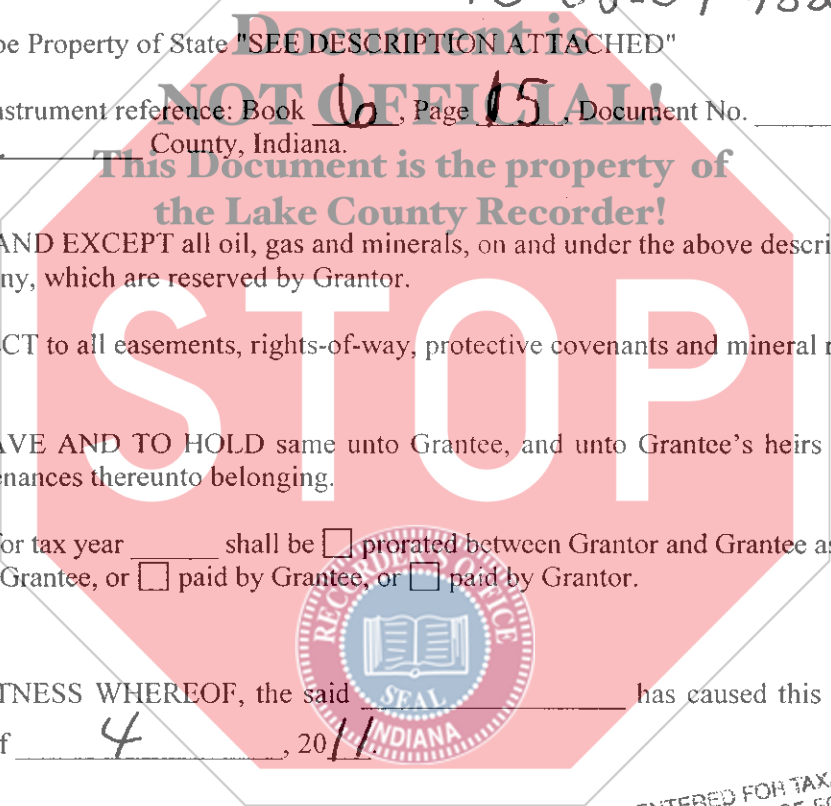 Document is
be Property of State "SEE DESCRIPTION ATTACHED"
NOT OFFICIAL!
nstrument reference: Book 6, Page 15, Document No.
County, Indiana.
This Document is the property of
the Lake County Recorder!
AND EXCEPT all oil, gas and minerals, on and under the above descri
ny, which are reserved by Grantor.
STOP
CT to all easements, rights-of-way, protective covenants and mineral r
AVE AND TO HOLD same unto Grantee, and unto Grantee's heirs
enances thereunto belonging.
or tax year ______ shall be ☐ prorated between Grantor and Grantee as
Grantee, or ☐ paid by Grantee, or ☐ paid by Grantor.
RECORDER'S OFFICE
SEAL
INDIANA
TNESS WHEREOF, the said ______ has caused this
f 4, 2011.
ENTERED FOR TAX